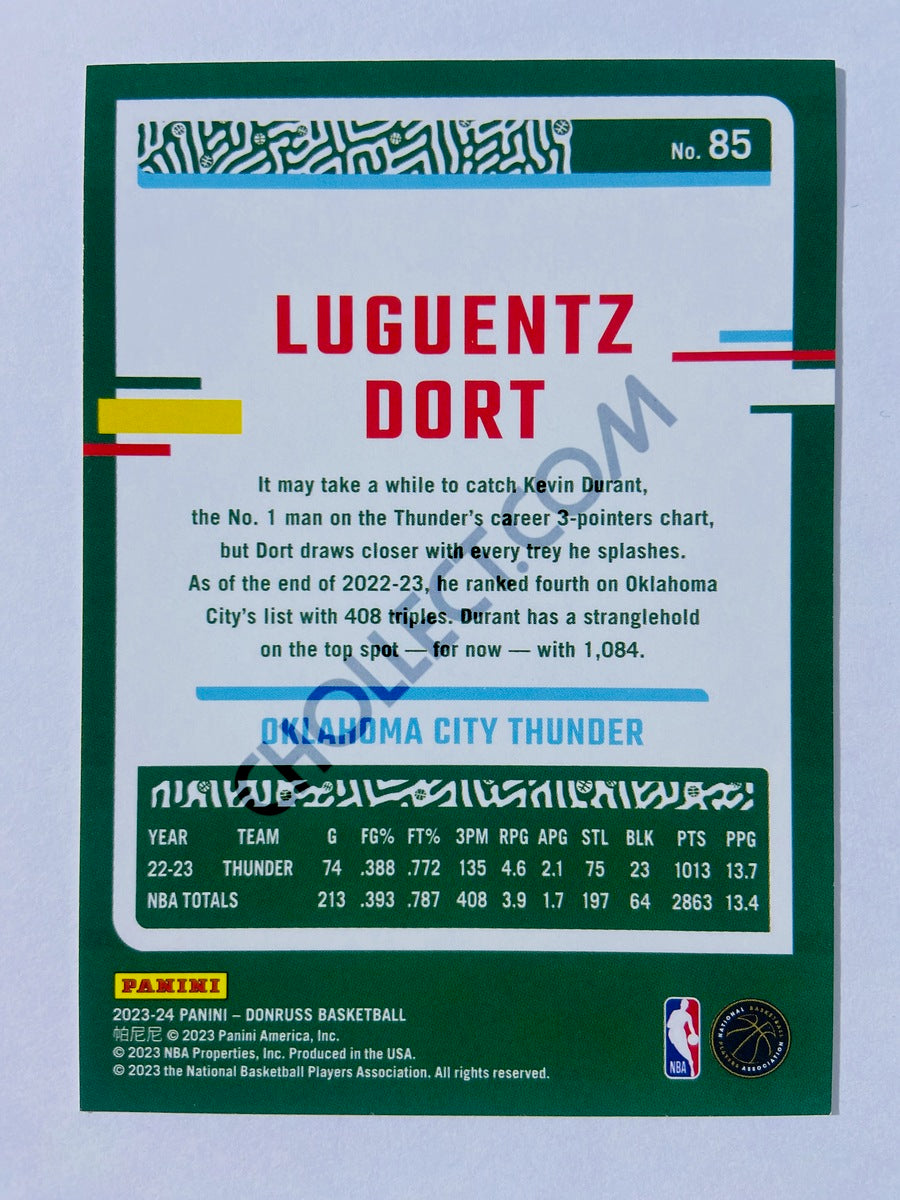 No. 85
LUGUENTZ
DORT
It may take a while to catch Kevin Durant,
the No. 1 man on the Thunder's career 3-pointers chart,
but Dort draws closer with every trey he splashes.
As of the end of 2022-23, he ranked fourth on Oklahoma
City's list with 408 triples. Durant has a stranglehold
on the top spot — for now — with 1,084.
CHOLLECT.COM
OKLAHOMA CITY THUNDER
YEAR TEAM G FG% FT% 3PM RPG APG STL BLK PTS PPG
22-23 THUNDER 74 .388 .772 135 4.6 2.1 75 23 1013 13.7
NBA TOTALS 213 .393 .787 408 3.9 1.7 197 64 2863 13.4
PANINI
2023-24 PANINI – DONRUSS BASKETBALL
帕尼尼 © 2023 Panini America, Inc.
© 2023 NBA Properties, Inc. Produced in the USA.
© 2023 the National Basketball Players Association. All rights reserved.
NBA
NATIONAL BASKETBALL PLAYERS ASSOCIATION